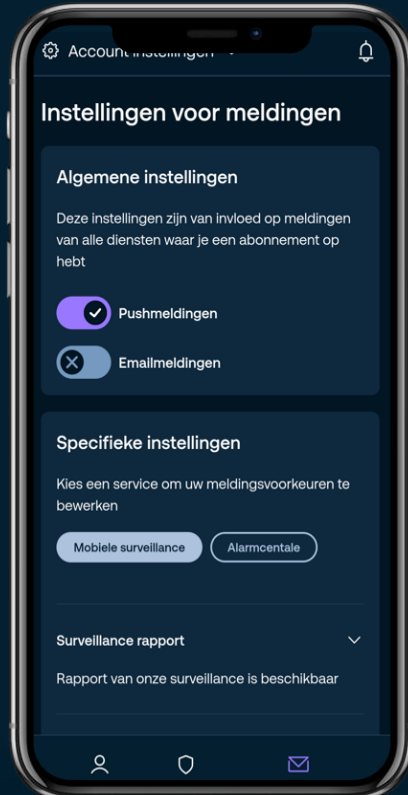 Account instellingen
Instellingen voor meldingen
Algemene instellingen
Deze instellingen zijn van invloed op meldingen
van alle diensten waar je een abonnement op
hebt
Pushmeldingen
Emailmeldingen
Specifieke instellingen
Kies een service om uw meldingsvoorkeuren te
bewerken
Mobiele surveillance
Alarmcentale
Surveillance rapport
Rapport van onze surveillance is beschikbaar